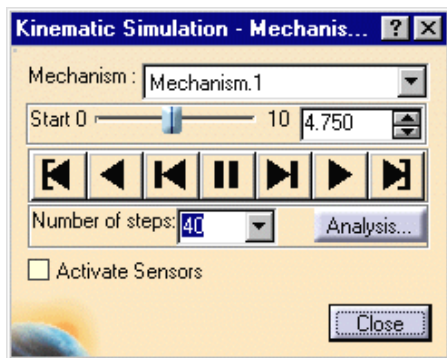 Kinematic Simulation - Mechanis... ? X
Mechanism : Mechanism.1
Start 0 10 4.750
Number of steps: 40 Analysis...
Activate Sensors
Close